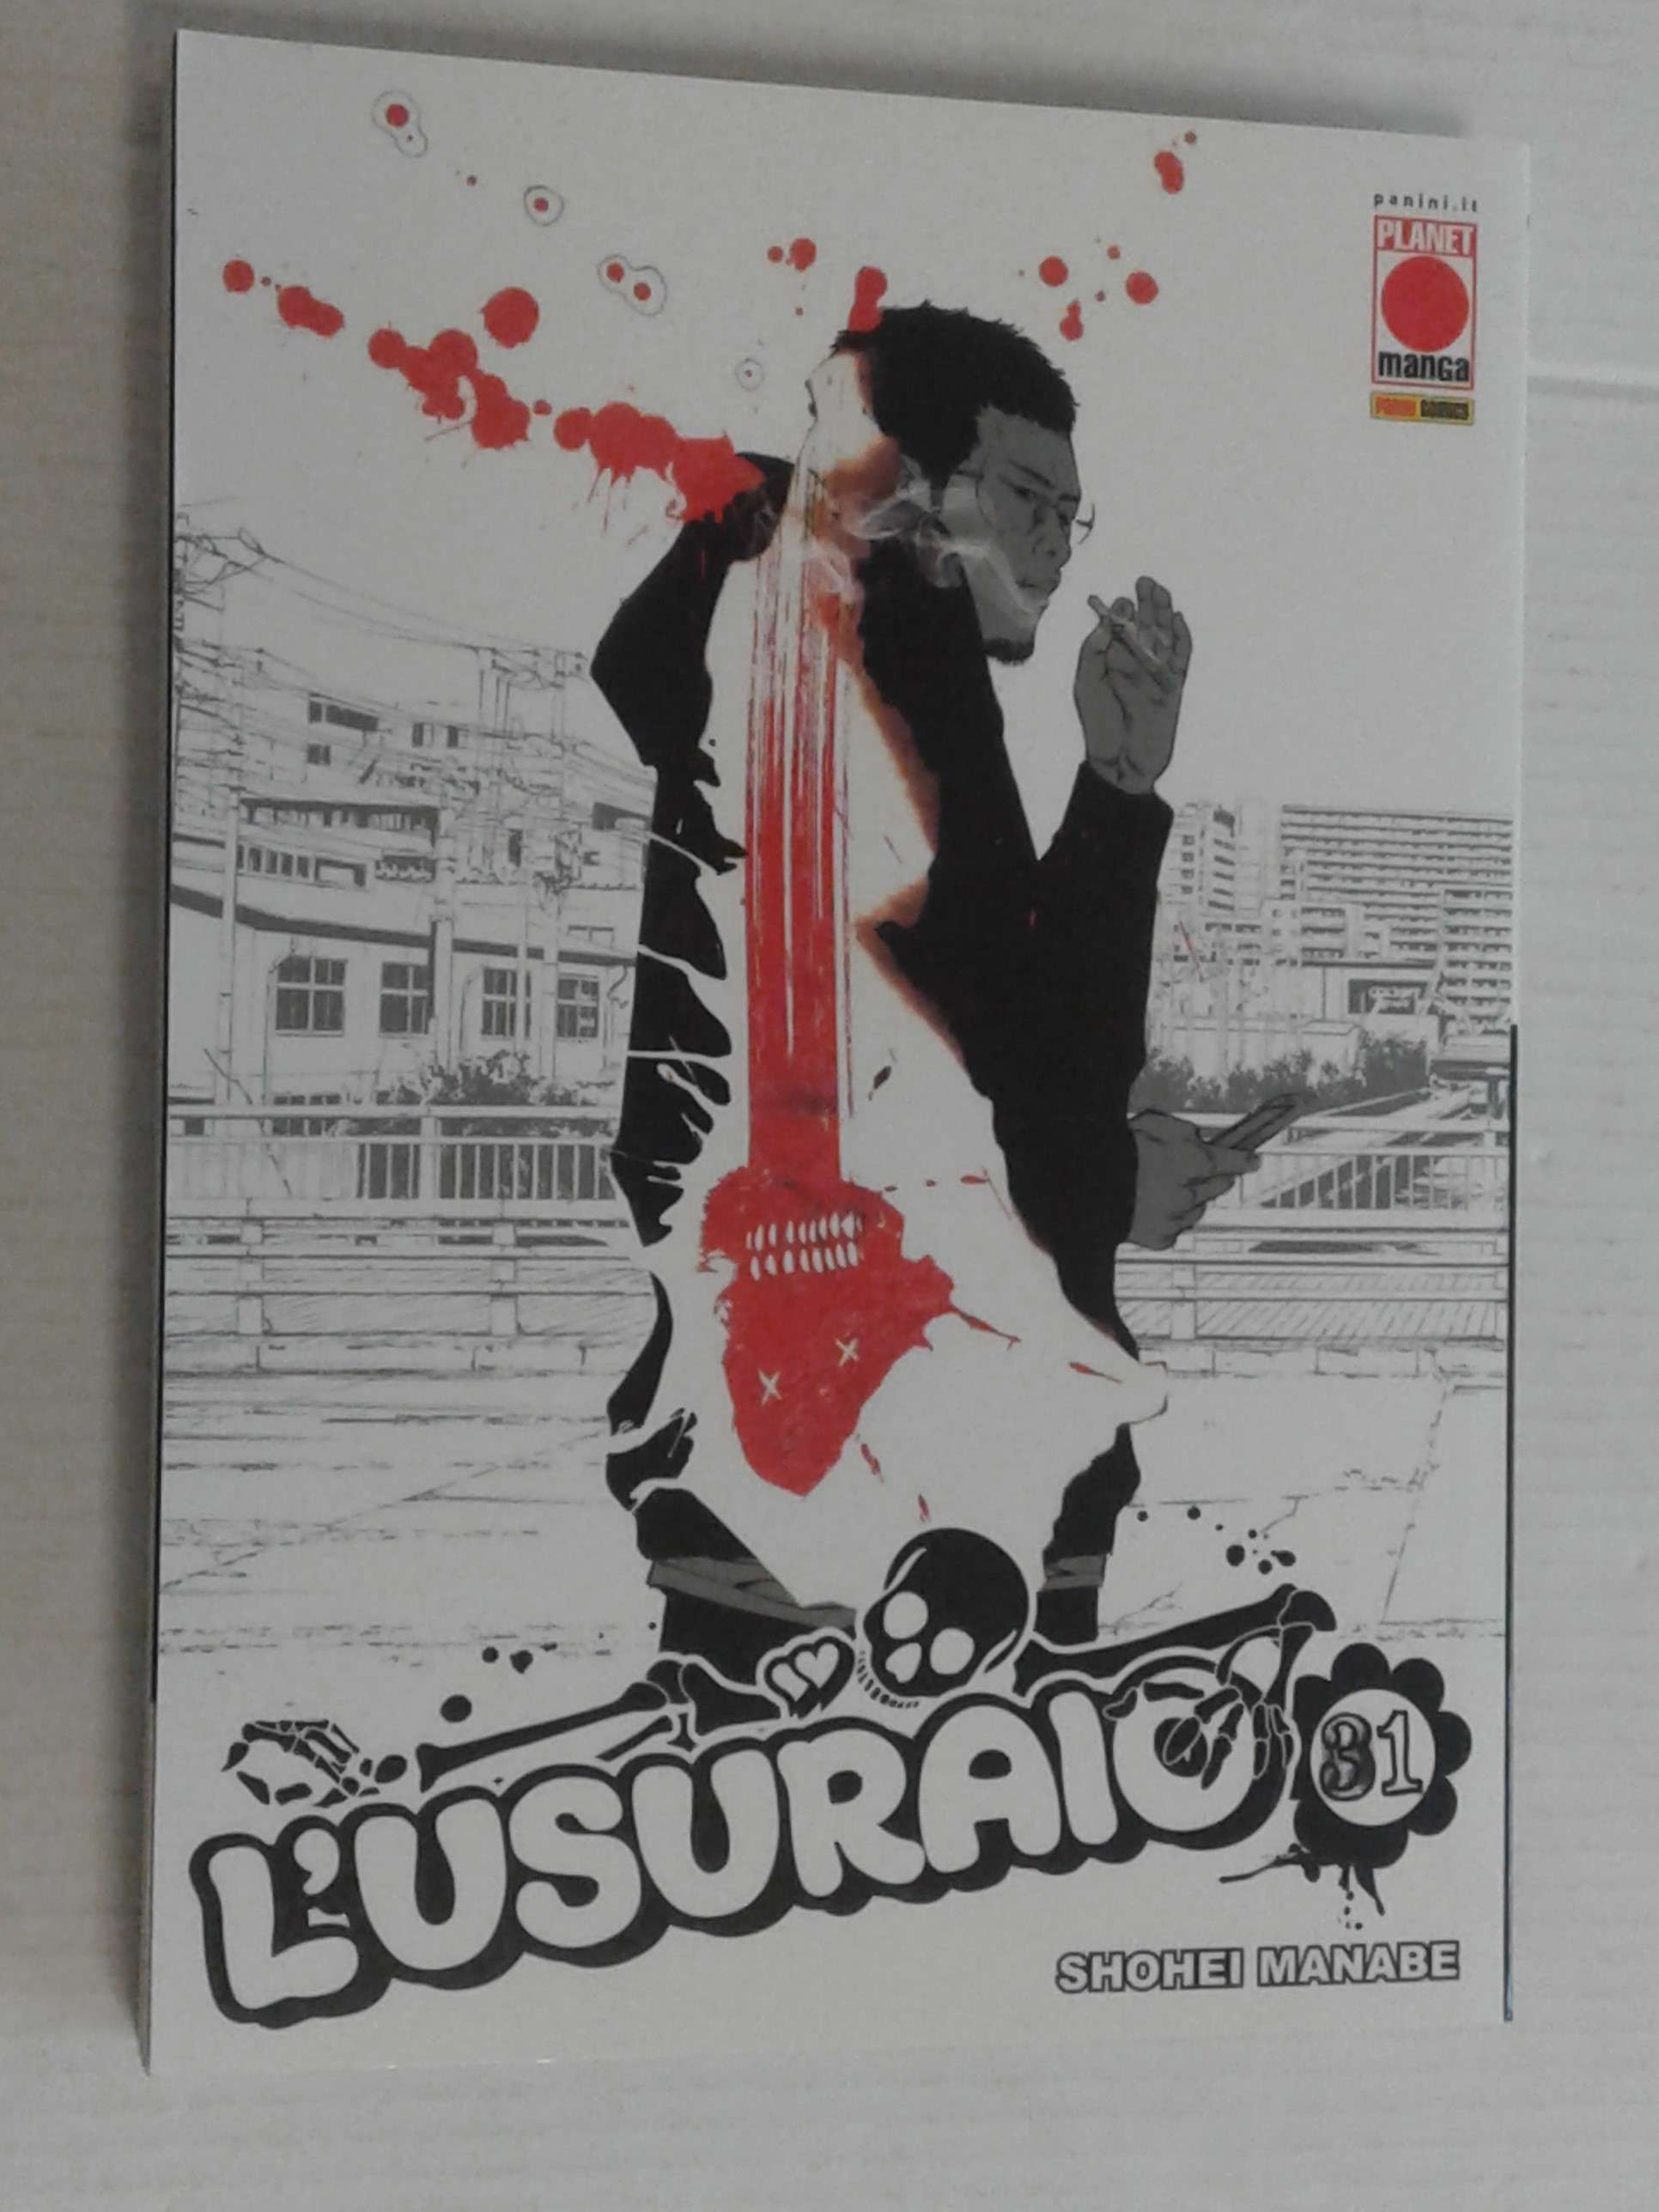 panini.it
PLANET
manga
PANINI COMICS
L'USURAIO
31
SHOHEI MANABE